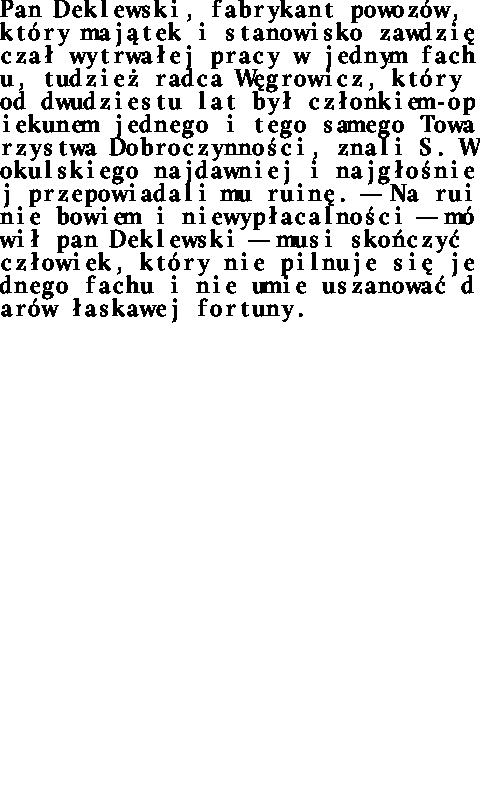 Pan Deklewski, fabrykant powozów,
który majątek i stanowisko zawdzię
czał wytrwałej pracy w jednym fach
u, tudzież radca Węgrowicz, który
od dwudziestu lat był członkiem-op
iekunem jednego i tego samego Towa
rzystwa Dobroczynności, znali S. W
okulskiego najdawniej i najgłośnie
j przepowiadali mu ruinę. — Na rui
nie bowiem i niewypłacalności — mó
wił pan Deklewski — musi skończyć
człowiek, który nie pilnuje się je
dnego fachu i nie umie uszanować d
arów łaskawej fortuny.